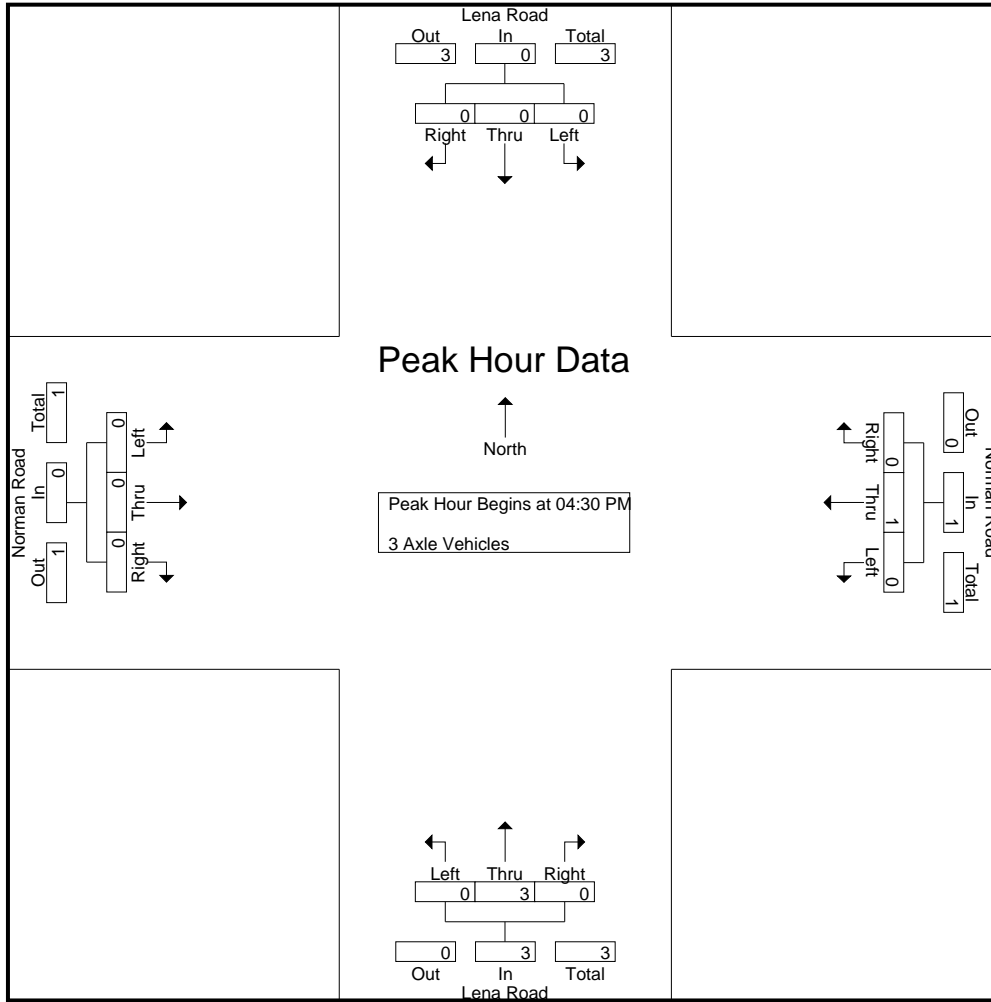 Lena Road
Out In Total
3 0 3
0 0 0
Right Thru Left
Peak Hour Data
North
Peak Hour Begins at 04:30 PM
3 Axle Vehicles
Norman Road
Out In Total
1 0 1
0 0 0
Right Thru Left
Norman Road
Out In Total
0 1 1
0 1 0
Right Thru Left
Left Thru Right
0 3 0
0 3 3
Out In Total
Lena Road